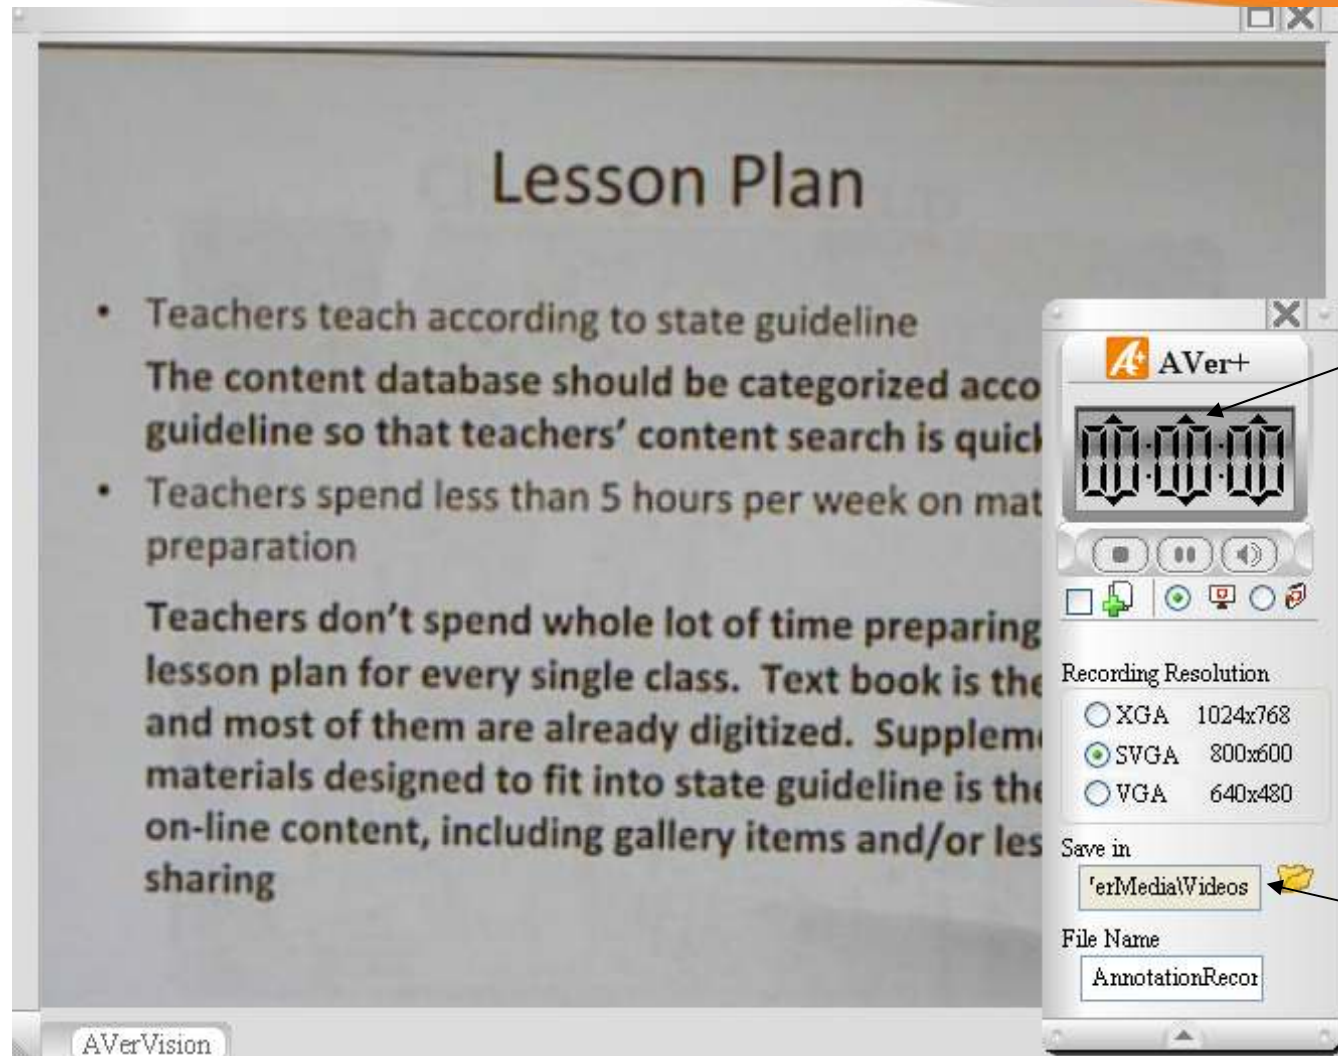 Lesson Plan
• Teachers teach according to state guideline
The content database should be categorized acco
guideline so that teachers' content search is quick
• Teachers spend less than 5 hours per week on mat
preparation
Teachers don't spend whole lot of time preparing
lesson plan for every single class. Text book is the
and most of them are already digitized. Supplem
materials designed to fit into state guideline is the
on-line content, including gallery items and/or les
sharing
AVer+
00:00:00
Recording Resolution
XGA 1024x768
SVGA 800x600
VGA 640x480
Save in
'erMedia\Videos
File Name
AnnotationRecor
AVerVision